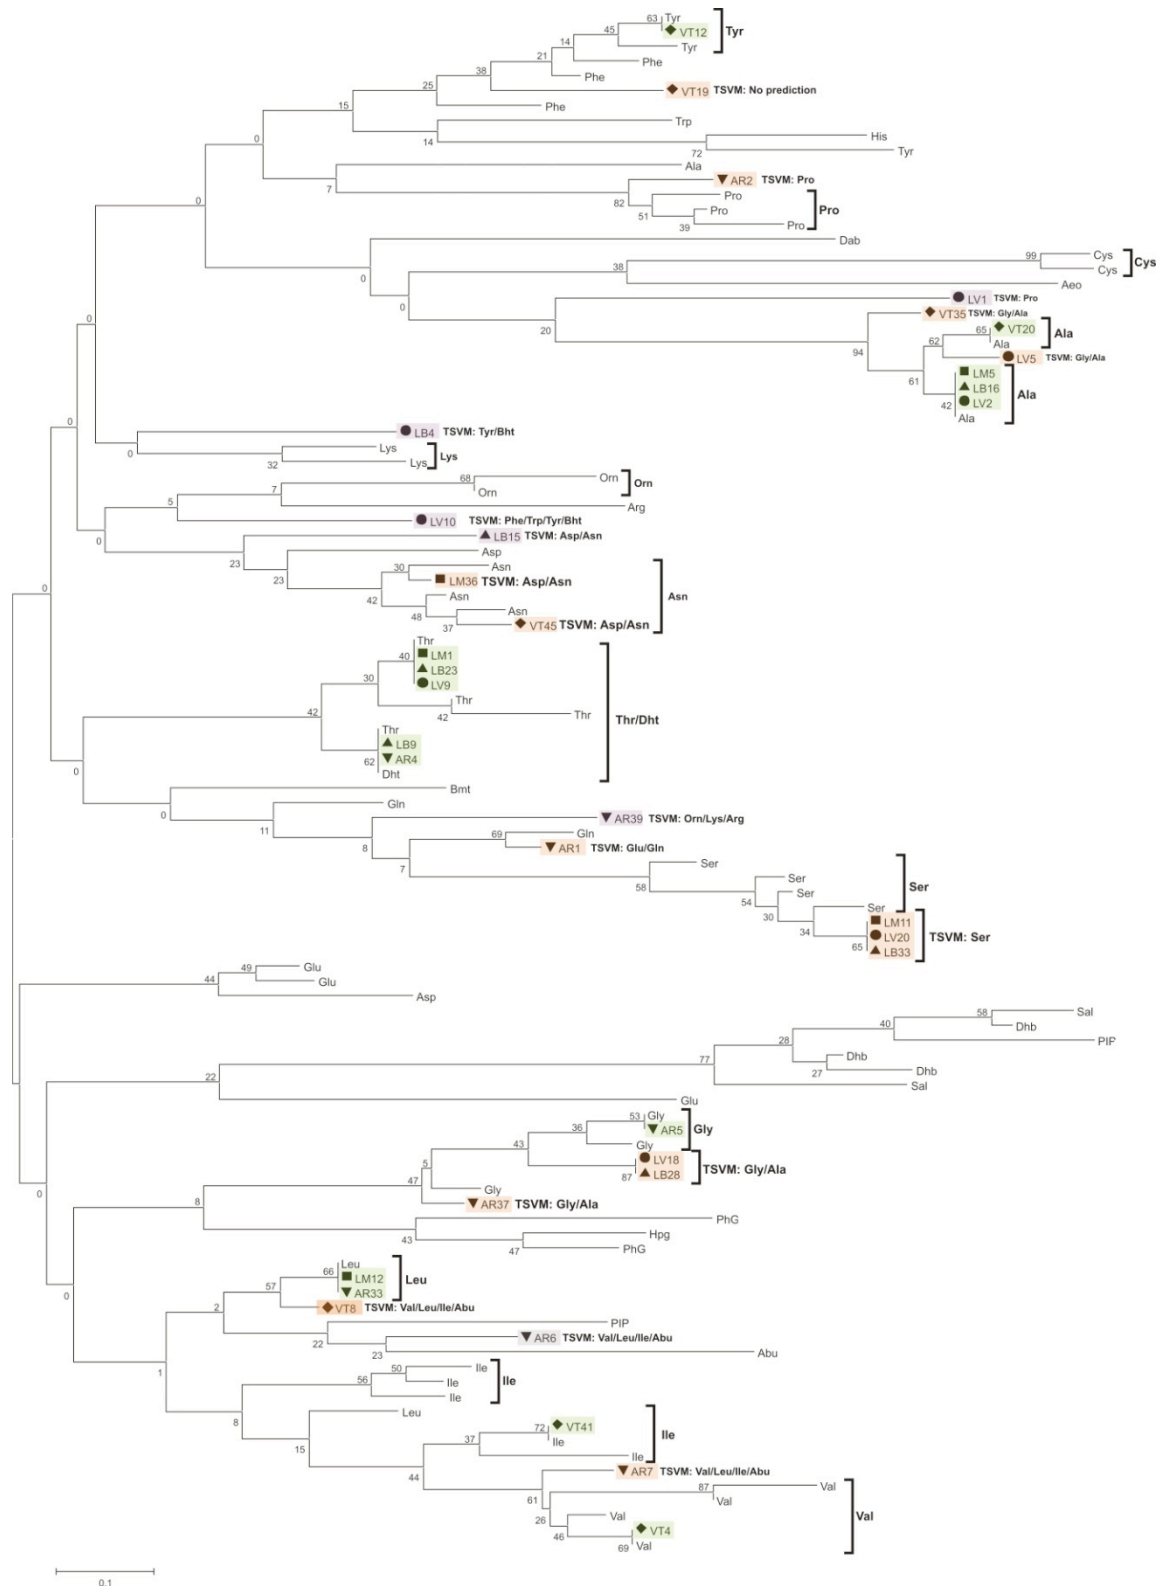 63 Tyr
VT12
Tyr
45
Tyr
14
Phe
21
Phe
38
VT19 TSVM: No prediction
25
Phe
15
Trp
14
His
72
Tyr
0
Ala
7
AR2 TSVM: Pro
82
Pro
51
Pro
39
Pro
Pro
0
Dab
0
99
Cys
Cys
Cys
38
Aeo
0
LV1 TSVM: Pro
20
VT35 TSVM: Gly/Ala
94
65
VT20
Ala
Ala
62
LV5 TSVM: Gly/Ala
61
LM5
LB16
LV2
42
Ala
Ala
0
LB4 TSVM: Tyr/Bht
0
Lys
32
Lys
Lys
0
68
Orn
Orn
Orn
7
Arg
5
LV10 TSVM: Phe/Trp/Tyr/Bht
0
LB15 TSVM: Asp/Asn
23
Asp
23
30
Asn
LM36 TSVM: Asp/Asn
42
Asn
48
Asn
37
VT45 TSVM: Asp/Asn
Asn
0
Thr
40
LM1
LB23
LV9
30
Thr
42
Thr
42
Thr
LB9
AR4
62
Dht
Thr/Dht
0
Bmt
0
Gln
11
AR39 TSVM: Orn/Lys/Arg
8
69
Gln
AR1 TSVM: Glu/Gln
7
Ser
58
Ser
54
Ser
30
Ser
34
Ser
LM11
LV20
65
LB33
TSVM: Ser
49
Glu
Glu
44
Asp
58
Sal
Dhb
40
PIP
28
Dhb
27
Dhb
77
Sal
22
Glu
0
53
Gly
AR5
36
Gly
Gly
43
LV18
87
LB28
TSVM: Gly/Ala
5
Gly
47
AR37 TSVM: Gly/Ala
8
PhG
43
Hpg
47
PhG
0
66
Leu
LM12
AR33
Leu
57
VT8 TSVM: Val/Leu/Ile/Abu
2
PIP
22
AR6 TSVM: Val/Leu/Ile/Abu
23
Abu
1
50
Ile
Ile
56
Ile
Ile
8
Leu
15
72
VT41
Ile
37
Ile
Ile
44
AR7 TSVM: Val/Leu/Ile/Abu
61
87
Val
Val
26
Val
46
VT4
69
Val
Val
0.1